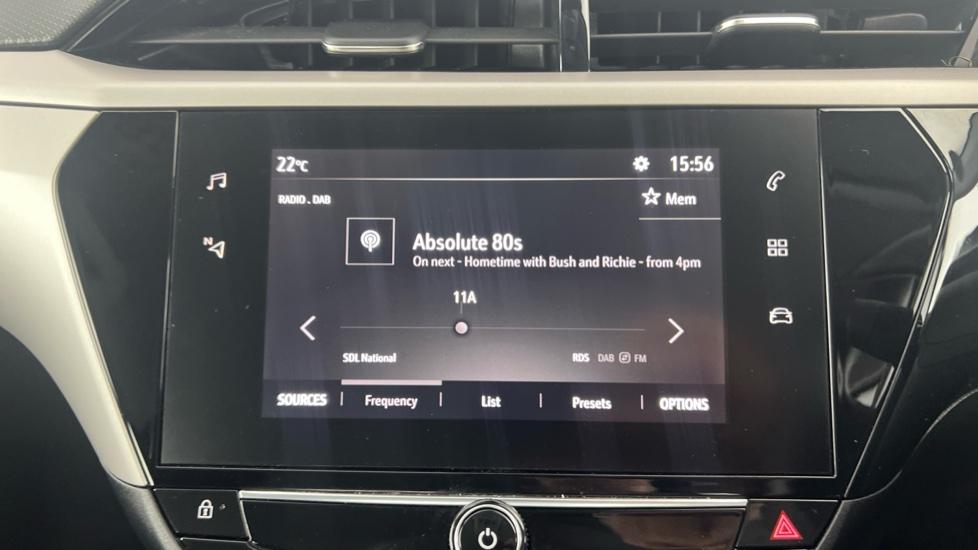 22°C 15:56
RADIO . DAB Mem
N
Absolute 80s
On next - Hometime with Bush and Richie - from 4pm
11A
SDL National RDS DAB FM
SOURCES Frequency List Presets OPTIONS